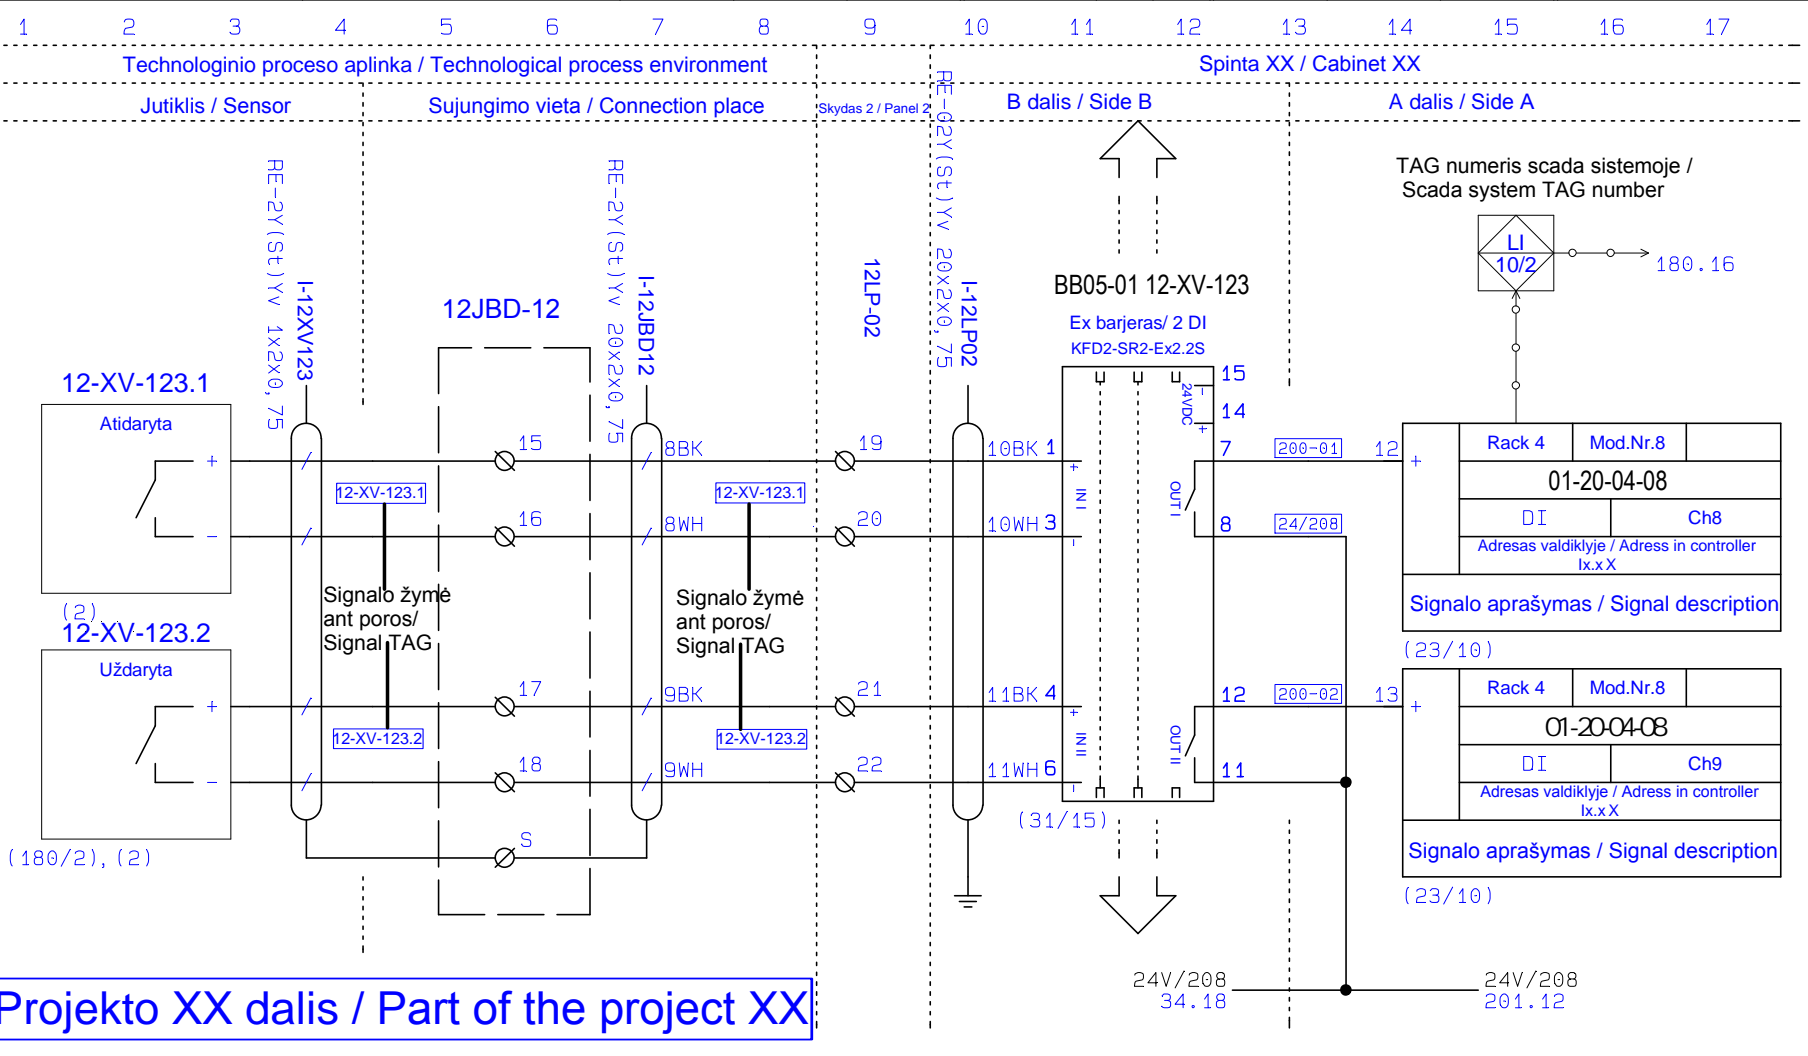 1 2 3 4 5 6 7 8 9 10 11 12 13 14 15 16 17
Technologinio proceso aplinka / Technological process environment
Spinta XX / Cabinet XX
Jutiklis / Sensor
Sujungimo vieta / Connection place
Skydas 2 / Panel 2
B dalis / Side B
A dalis / Side A
RE-2Y(St)Yv 1x2x0,75
I-12XV123
12JBD-12
RE-2Y(St)Yv 20x2x0,75
I-12JBD12
12LP-02
RE-02Y(St)Yv 20x2x0,75
I-12LP02
TAG numeris scada sistemoje /
Scada system TAG number
LI
10/2
180.16
BB05-01 12-XV-123
Ex barjeras/ 2 DI
KFD2-SR2-Ex2.2S
12-XV-123.1
Atidaryta
+
-
(2)
12-XV-123.2
Uždaryta
+
-
(180/2),(2)
12-XV-123.1
Signalo žymė
ant poros/
Signal TAG
12-XV-123.2
15
16
17
18
S
8BK
8WH
9BK
9WH
12-XV-123.1
Signalo žymė
ant poros/
Signal TAG
12-XV-123.2
19
20
21
22
10BK 1
10WH 3
11BK 4
11WH 6
+
IN I
-
+
IN II
-
(31/15)
15
-
24VDC
14
+
7
OUT I
8
12
OUT II
11
200-01
24/208
200-02
12 +
Rack 4 Mod.Nr.8
01-20-04-08
DI Ch8
Adresas valdiklyje / Adress in controller
Ix.x X
Signalo aprašymas / Signal description
(23/10)
13 +
Rack 4 Mod.Nr.8
01-20-04-08
DI Ch9
Adresas valdiklyje / Adress in controller
Ix.x X
Signalo aprašymas / Signal description
(23/10)
24V/208
34.18
24V/208
201.12
Projekto XX dalis / Part of the project XX